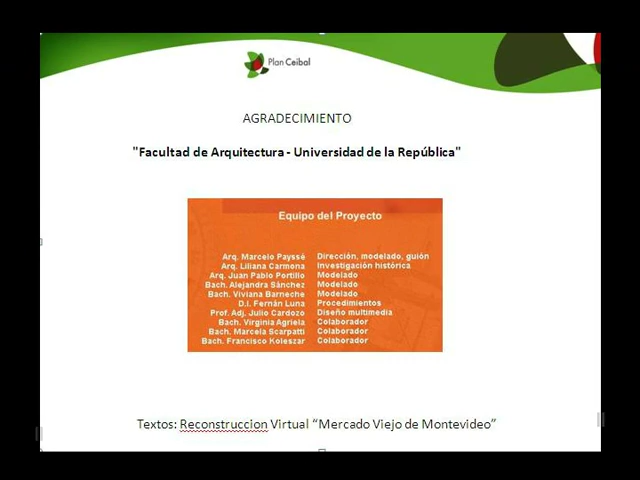 Plan Ceibal
AGRADECIMIENTO
"Facultad de Arquitectura - Universidad de la República"
Equipo del Proyecto
Arq. Marcelo Payssé Dirección, modelado, guión
Arq. Liliana Carmona Investigación histórica
Arq. Juan Pablo Portillo Modelado
Bach. Alejandra Sánchez Modelado
Bach. Viviana Barneche Modelado
D.I. Fernán Luna Procedimientos
Prof. Adj. Julio Cardozo Diseño multimedia
Bach. Virginia Agriela Colaborador
Bach. Marcela Scarpatti Colaborador
Bach. Francisco Koleszar Colaborador
Textos: Reconstruccion Virtual “Mercado Viejo de Montevideo”